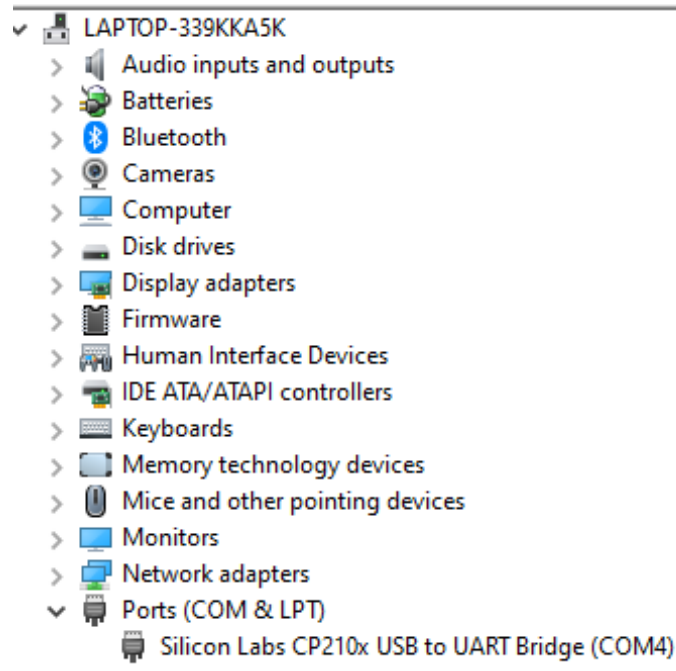 LAPTOP-339KKA5K
Audio inputs and outputs
Batteries
Bluetooth
Cameras
Computer
Disk drives
Display adapters
Firmware
Human Interface Devices
IDE ATA/ATAPI controllers
Keyboards
Memory technology devices
Mice and other pointing devices
Monitors
Network adapters
Ports (COM & LPT)
Silicon Labs CP210x USB to UART Bridge (COM4)